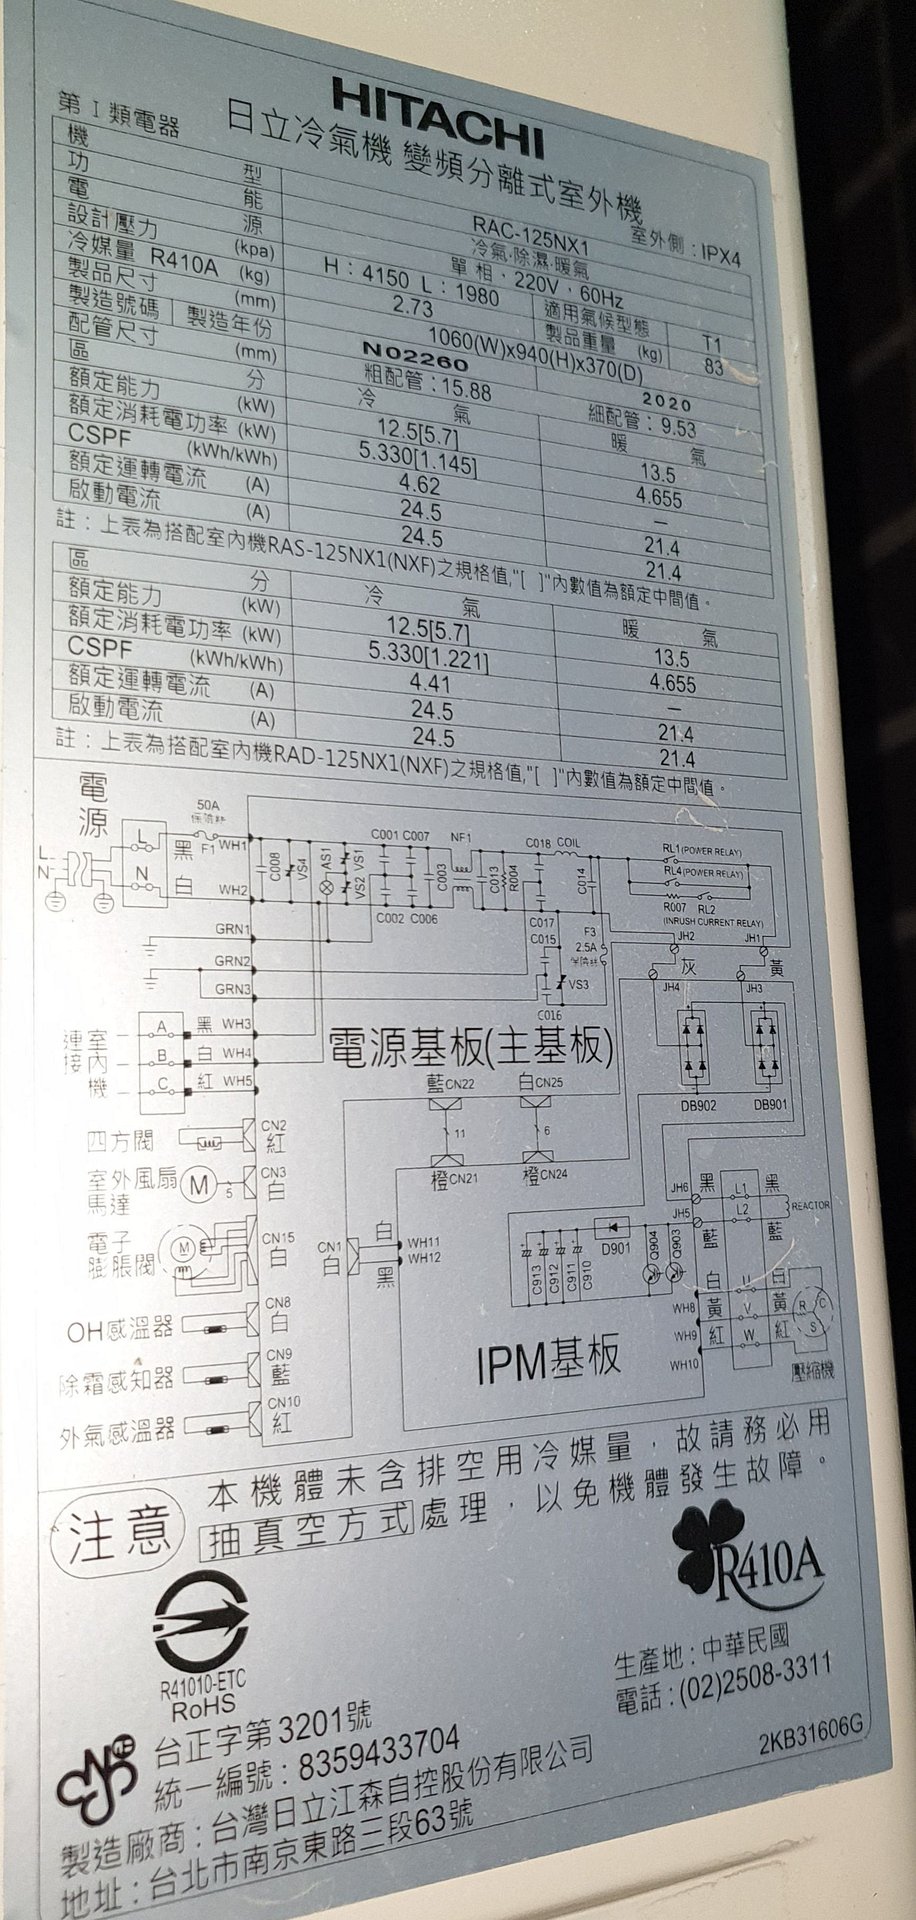 HITACHI
日立冷氣機 變頻分離式室外機
第 I 類電器
室外側：IPX4
機型 RAC-125NX1
功能 冷氣·除濕·暖氣
電源 單相，220V，60Hz
設計壓力 (kpa) H：4150 L：1980 適用氣候型態 T1
冷媒量 R410A (kg) 2.73 製品重量 (kg) 83
製品尺寸 (mm) 1060(W)x940(H)x370(D)
製造號碼 製造年份 N02260 2020
配管尺寸 (mm) 粗配管：15.88 細配管：9.53
區分 冷氣 暖氣
額定能力 (kW) 12.5[5.7] 13.5
額定消耗電功率 (kW) 5.330[1.145] 4.655
CSPF (kWh/kWh) 4.62 –
額定運轉電流 (A) 24.5 21.4
啟動電流 (A) 24.5 21.4
註：上表為搭配室內機RAS-125NX1(NXF)之規格值,"[ ]"內數值為額定中間值。
區分 冷氣 暖氣
額定能力 (kW) 12.5[5.7] 13.5
額定消耗電功率 (kW) 5.330[1.221] 4.655
CSPF (kWh/kWh) 4.41 –
額定運轉電流 (A) 24.5 21.4
啟動電流 (A) 24.5 21.4
註：上表為搭配室內機RAD-125NX1(NXF)之規格值,"[ ]"內數值為額定中間值。
電源
50A
保險絲
F1
L
N
L
N
黑
白
WH1
WH2
C008
VS4
AS1
VS1
VS2
C001 C007
C002 C006
C003
NF1
C013
R004
C018
COIL
C014
C017
C015
C016
VS3
F3
2.5A
保險絲
RL1 (POWER RELAY)
RL4 (POWER RELAY)
R007 RL2
(INRUSH CURRENT RELAY)
JH2
JH1
灰
黃
JH4
JH3
DB902
DB901
GRN1
GRN2
GRN3
連接室內機
A 黑 WH3
B 白 WH4
C 紅 WH5
電源基板(主基板)
藍CN22
白CN25
11
6
橙CN21
橙CN24
四方閥
CN2
紅
室外風扇馬達
M
5
CN3
白
電子膨脹閥
M
CN15
白
OH感溫器
CN8
白
除霜感知器
CN9
藍
外氣感溫器
CN10
紅
CN1
白
白
黑
WH11
WH12
C913
C912
C911
C910
D901
Q904
Q903
JH6 黑 L1 黑
JH5 藍 L2 藍
REACTOR
WH8 白 U 白
WH9 黃 V 黃
WH10 紅 W 紅
R C S
壓縮機
IPM基板
注意
本機體未含排空用冷媒量，故請務必用
抽真空方式處理，以免機體發生故障。
R410A
R41010-ETC
RoHS
生產地：中華民國
電話：(02)2508-3311
台正字第3201號
統一編號：8359433704
製造廠商：台灣日立江森自控股份有限公司
地址：台北市南京東路三段63號
2KB31606G